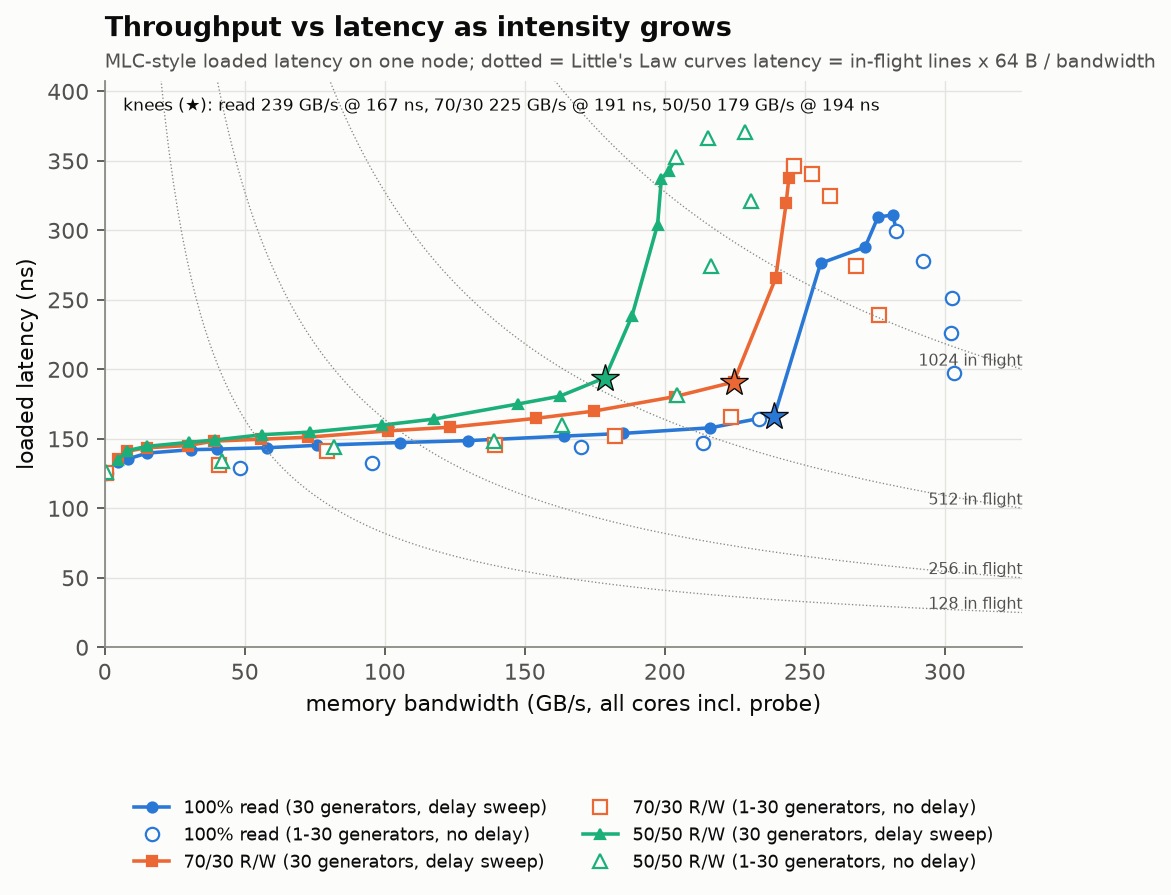 Throughput vs latency as intensity grows
MLC-style loaded latency on one node; dotted = Little's Law curves latency = in-flight lines x 64 B / bandwidth
knees (★): read 239 GB/s @ 167 ns, 70/30 225 GB/s @ 191 ns, 50/50 179 GB/s @ 194 ns
loaded latency (ns)
400
350
300
250
200
150
100
50
0
1024 in flight
512 in flight
256 in flight
128 in flight
0 50 100 150 200 250 300
memory bandwidth (GB/s, all cores incl. probe)
100% read (30 generators, delay sweep)
100% read (1-30 generators, no delay)
70/30 R/W (30 generators, delay sweep)
70/30 R/W (1-30 generators, no delay)
50/50 R/W (30 generators, delay sweep)
50/50 R/W (1-30 generators, no delay)